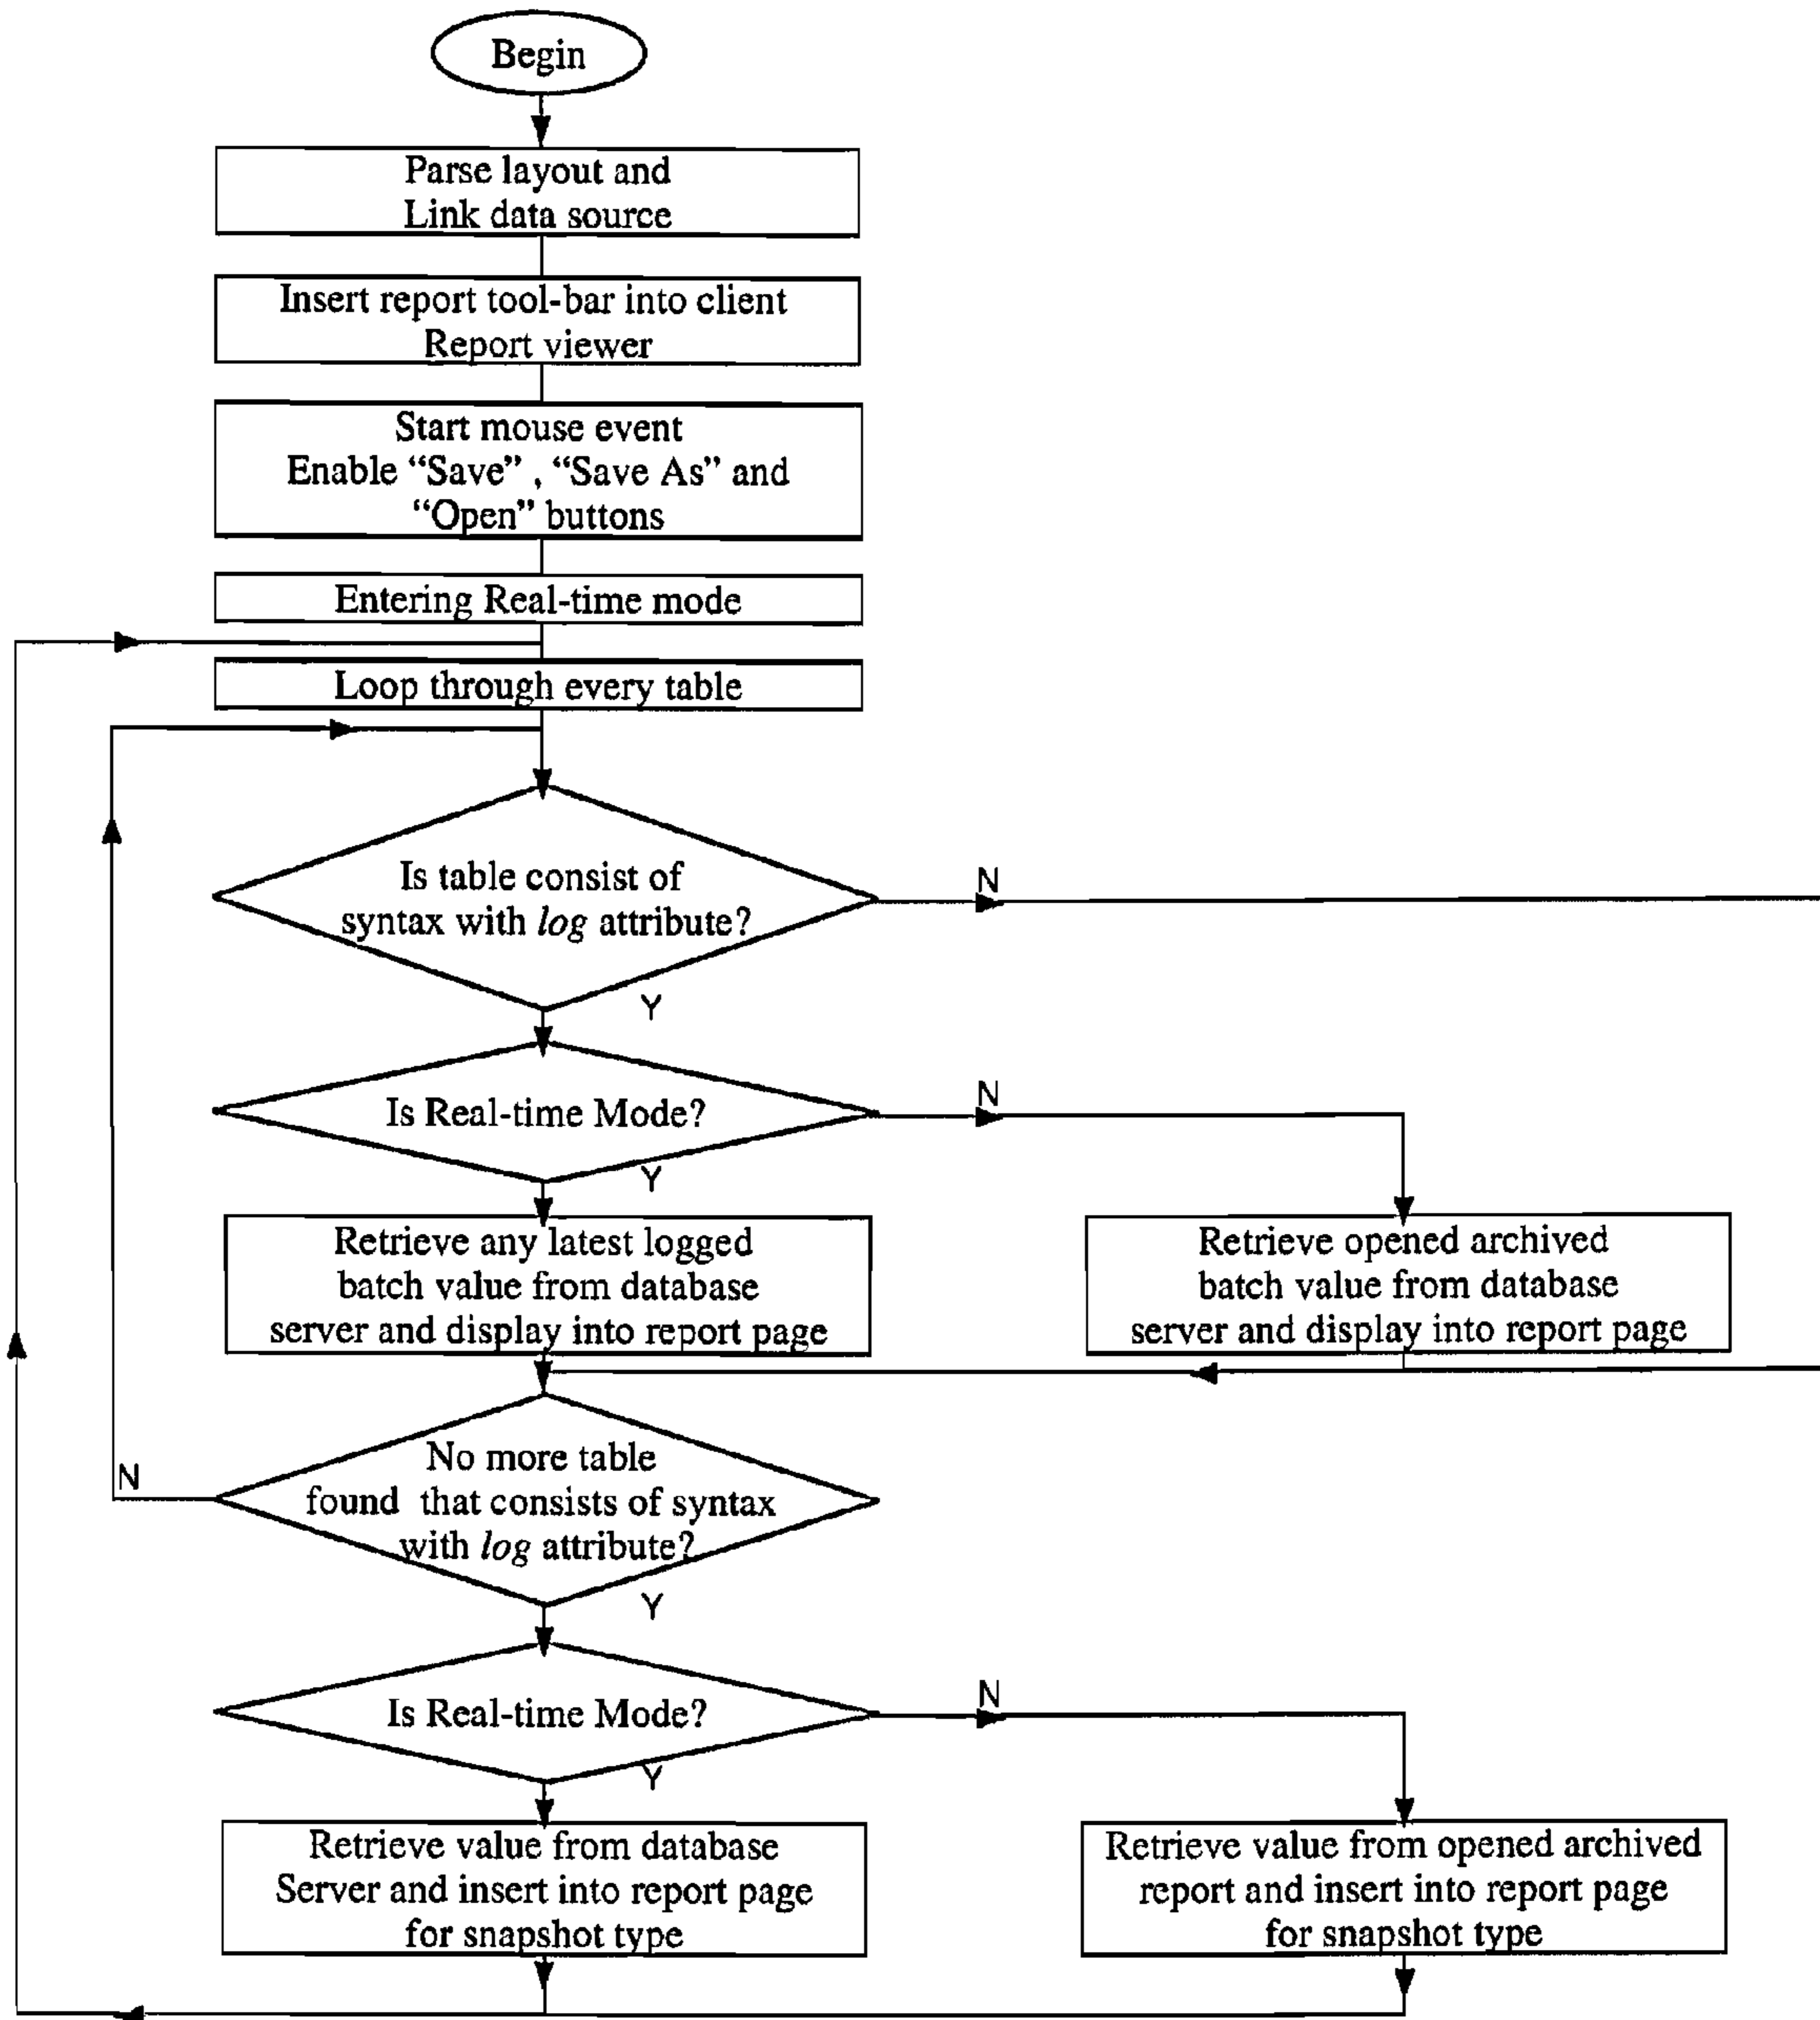 Begin
Parse layout and
Link data source
Insert report tool-bar into client
Report viewer
Start mouse event
Enable “Save” , “Save As” and
“Open” buttons
Entering Real-time mode
Loop through every table
Is table consist of
syntax with log attribute?
N
Y
Is Real-time Mode?
N
Y
Retrieve any latest logged
batch value from database
server and display into report page
Retrieve opened archived
batch value from database
server and display into report page
No more table
found that consists of syntax
with log attribute?
N
Y
Is Real-time Mode?
N
Y
Retrieve value from database
Server and insert into report page
for snapshot type
Retrieve value from opened archived
report and insert into report page
for snapshot type